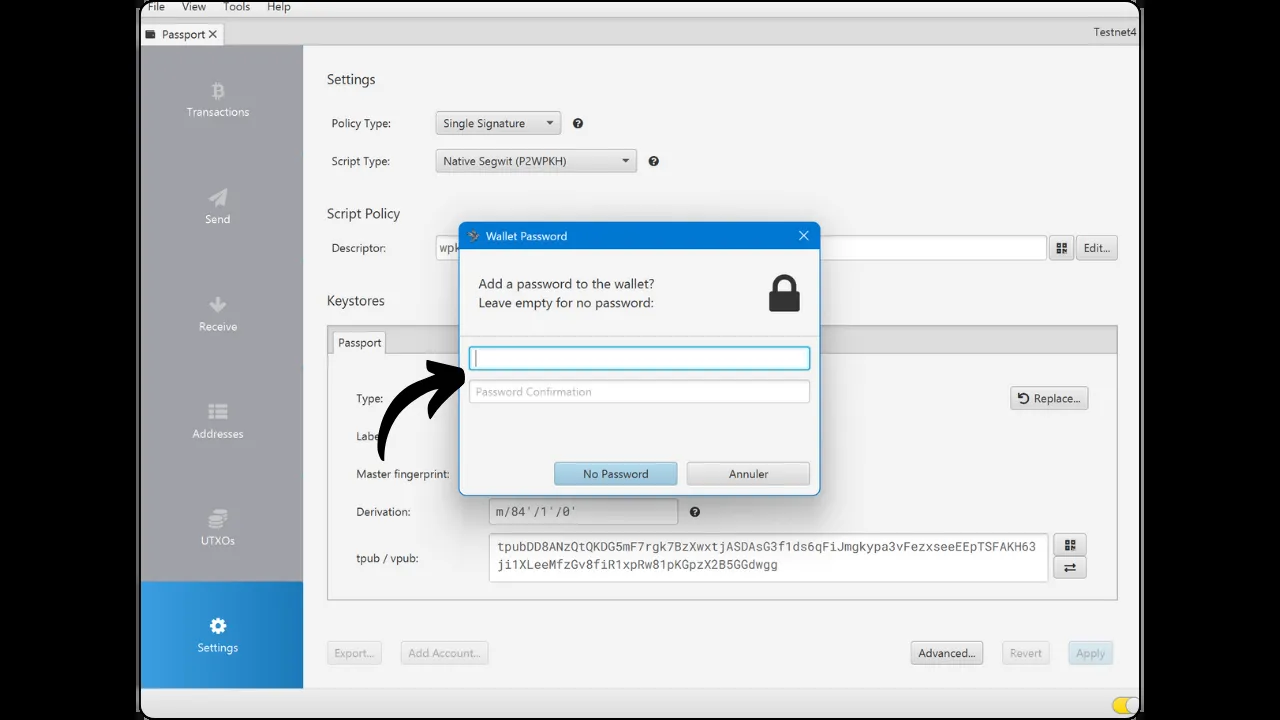 File View Tools Help
Passport
Testnet4
Transactions
Send
Receive
Addresses
UTXOs
Settings
Settings
Policy Type: Single Signature
Script Type: Native Segwit (P2WPKH)
Script Policy
Descriptor: wpk Edit...
Keystores
Passport
Type: Replace...
Labe
Master fingerprint:
Derivation: m/84'/1'/0'
tpub / vpub: tpubDD8ANzQtQKDG5mF7rgk7BzXwxtjASDAsG3f1ds6qFiJmgkypa3vFezxseeEEpTSFAKH63
ji1XLeeMfzGv8fiR1xpRw81pKGpzX2B5GGdwgg
Export... Add Account... Advanced... Revert Apply
Wallet Password
Add a password to the wallet?
Leave empty for no password:
Password Confirmation
No Password Annuler